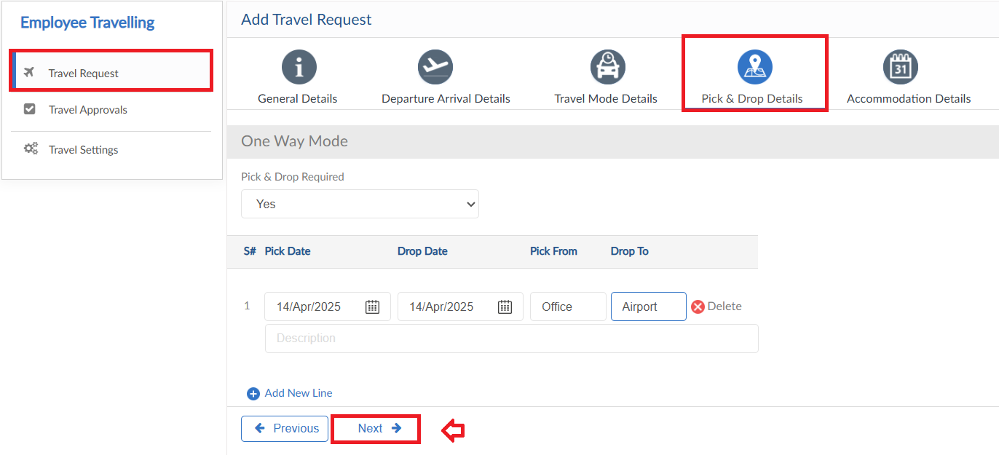 Employee Travelling
Travel Request
Travel Approvals
Travel Settings
Add Travel Request
General Details
Departure Arrival Details
Travel Mode Details
Pick & Drop Details
31
Accommodation Details
One Way Mode
Pick & Drop Required
Yes
S# Pick Date Drop Date Pick From Drop To
1 14/Apr/2025 14/Apr/2025 Office Airport Delete
Description
Add New Line
Previous Next